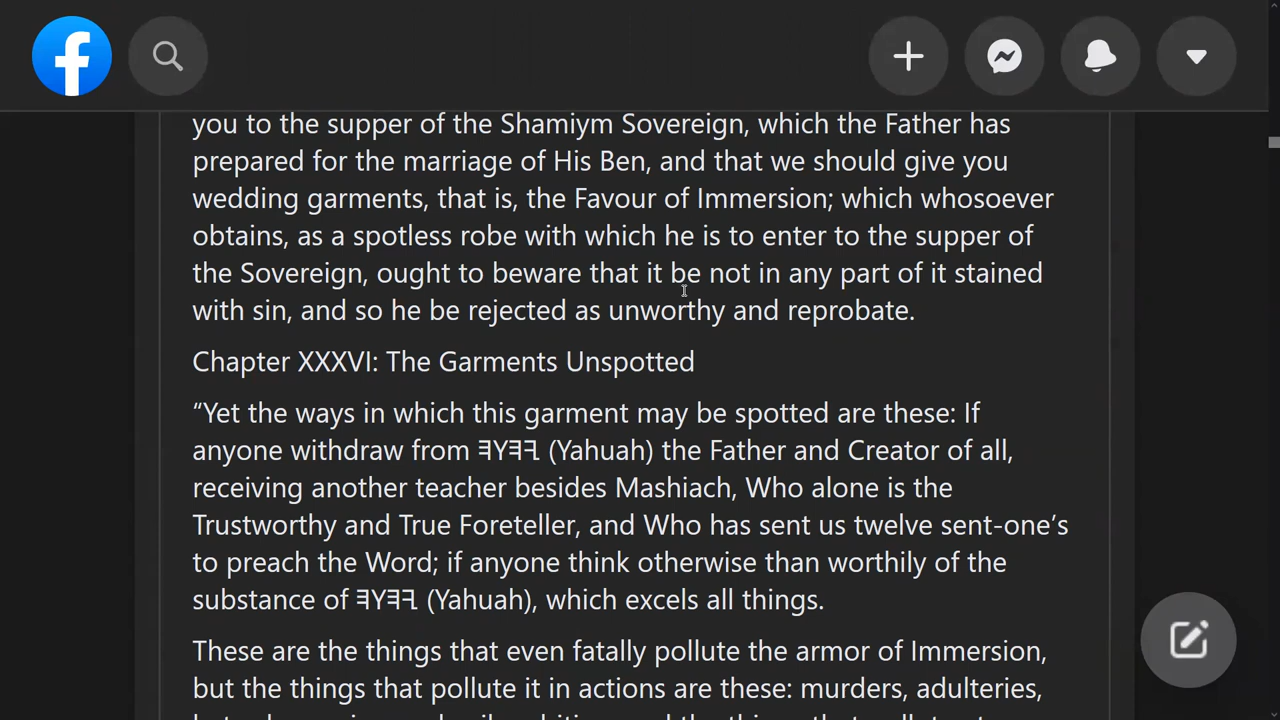 you to the supper of the Shamiym Sovereign, which the Father has
prepared for the marriage of His Ben, and that we should give you
wedding garments, that is, the Favour of Immersion; which whosoever
obtains, as a spotless robe with which he is to enter to the supper of
the Sovereign, ought to beware that it be not in any part of it stained
with sin, and so he be rejected as unworthy and reprobate.
Chapter XXXVI: The Garments Unspotted
“Yet the ways in which this garment may be spotted are these: If
anyone withdraw from 𐤄𐤅𐤄𐤉 (Yahuah) the Father and Creator of all,
receiving another teacher besides Mashiach, Who alone is the
Trustworthy and True Foreteller, and Who has sent us twelve sent-one’s
to preach the Word; if anyone think otherwise than worthily of the
substance of 𐤄𐤅𐤄𐤉 (Yahuah), which excels all things.
These are the things that even fatally pollute the armor of Immersion,
but the things that pollute it in actions are these: murders, adulteries,